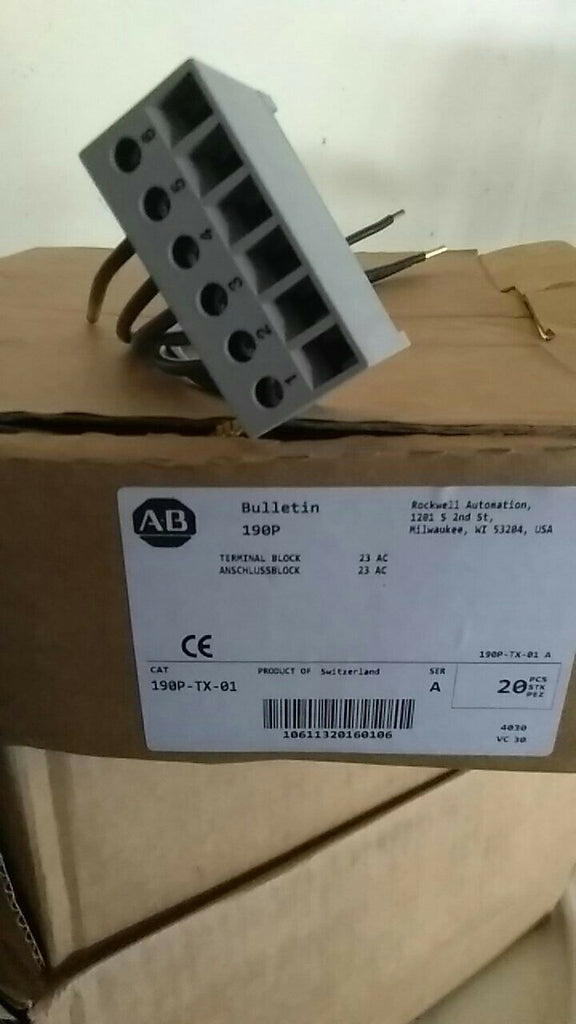 6
5
4
3
2
1
AB
Bulletin
190P
Rockwell Automation,
1201 S 2nd St,
Milwaukee, WI 53204, USA
TERMINAL BLOCK 23 AC
ANSCHLUSSBLOCK 23 AC
CE
190P-TX-01 A
CAT PRODUCT OF Switzerland SER
190P-TX-01 A 20 PCS
STK
PEZ
10611320160106
4030
VC 30